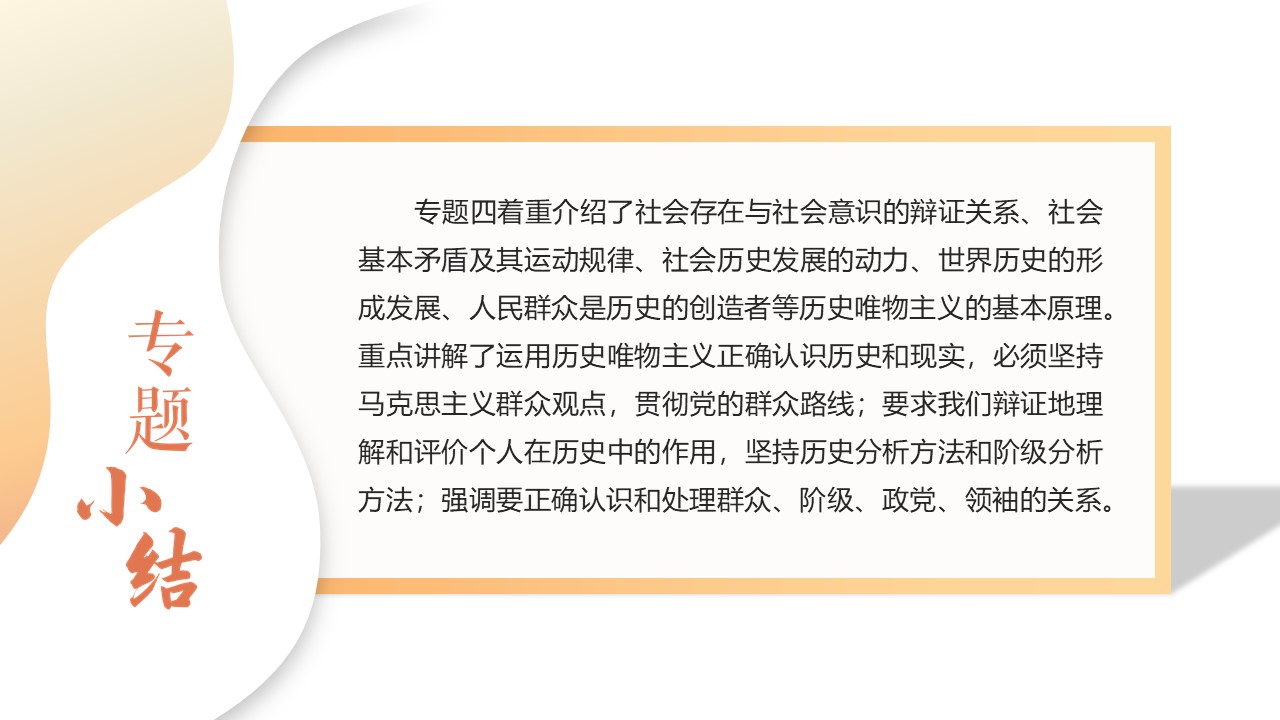 专题小结
专题四着重介绍了社会存在与社会意识的辩证关系、社会
基本矛盾及其运动规律、社会历史发展的动力、世界历史的形
成发展、人民群众是历史的创造者等历史唯物主义的基本原理。
重点讲解了运用历史唯物主义正确认识历史和现实，必须坚持
马克思主义群众观点，贯彻党的群众路线；要求我们辩证地理
解和评价个人在历史中的作用，坚持历史分析方法和阶级分析
方法；强调要正确认识和处理群众、阶级、政党、领袖的关系。